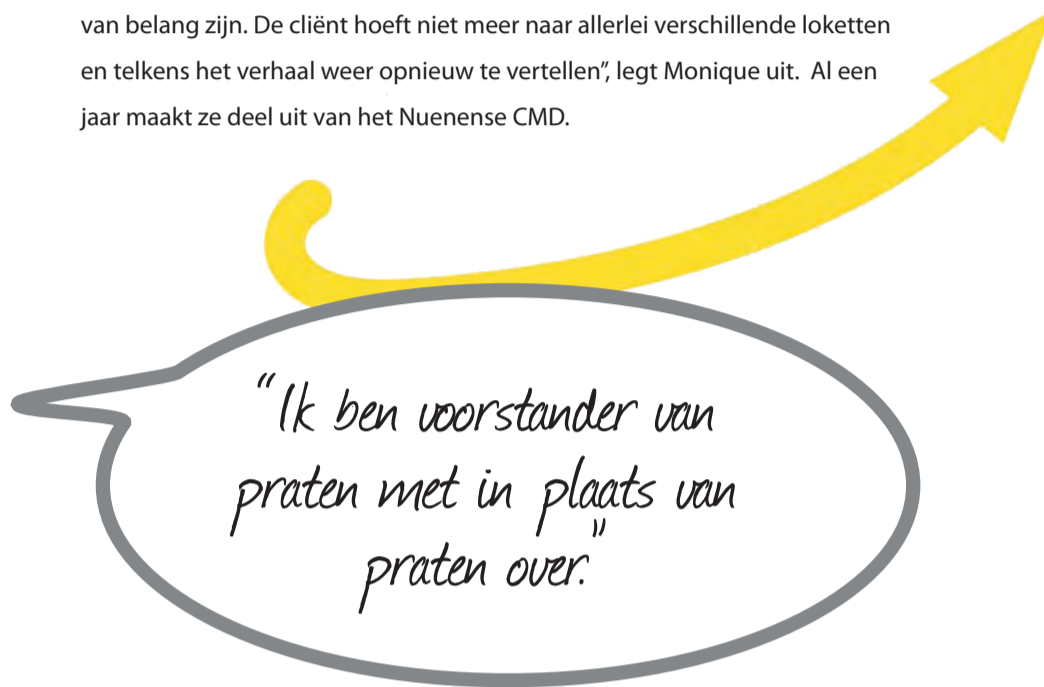 van belang zijn. De cliënt hoeft niet meer naar allerlei verschillende loketten
en telkens het verhaal weer opnieuw te vertellen”, legt Monique uit.  Al een
jaar maakt ze deel uit van het Nuenense CMD.
“Ik ben voorstander van
praten met in plaats van
praten over.”